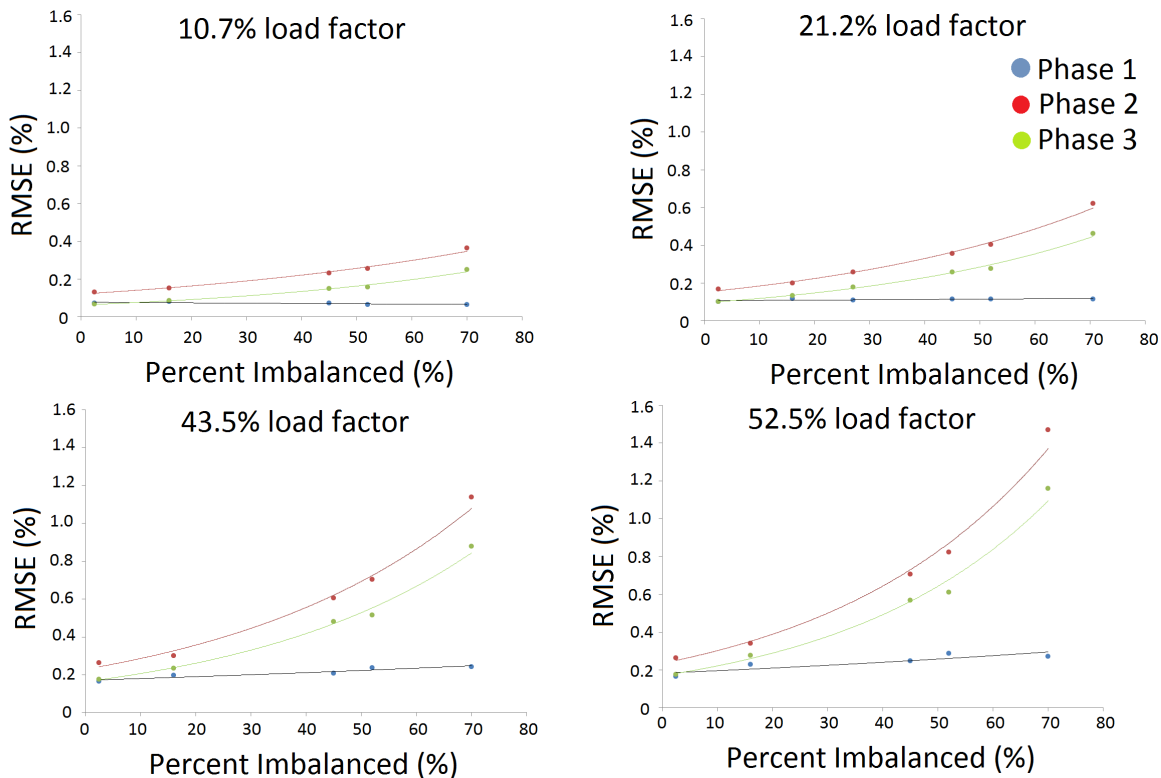 10.7% load factor
1.6
1.4
1.2
1.0
0.8
0.6
0.4
0.2
0
RMSE (%)
0 10 20 30 40 50 60 70 80
Percent Imbalanced (%)
21.2% load factor
Phase 1
Phase 2
Phase 3
1.6
1.4
1.2
1.0
0.8
0.6
0.4
0.2
0
RMSE (%)
0 10 20 30 40 50 60 70 80
Percent Imbalanced (%)
43.5% load factor
1.6
1.4
1.2
1.0
0.8
0.6
0.4
0.2
0
RMSE (%)
0 10 20 30 40 50 60 70 80
Percent Imbalanced (%)
52.5% load factor
1.6
1.4
1.2
1.0
0.8
0.6
0.4
0.2
0
RMSE (%)
0 10 20 30 40 50 60 70 80
Percent Imbalanced (%)